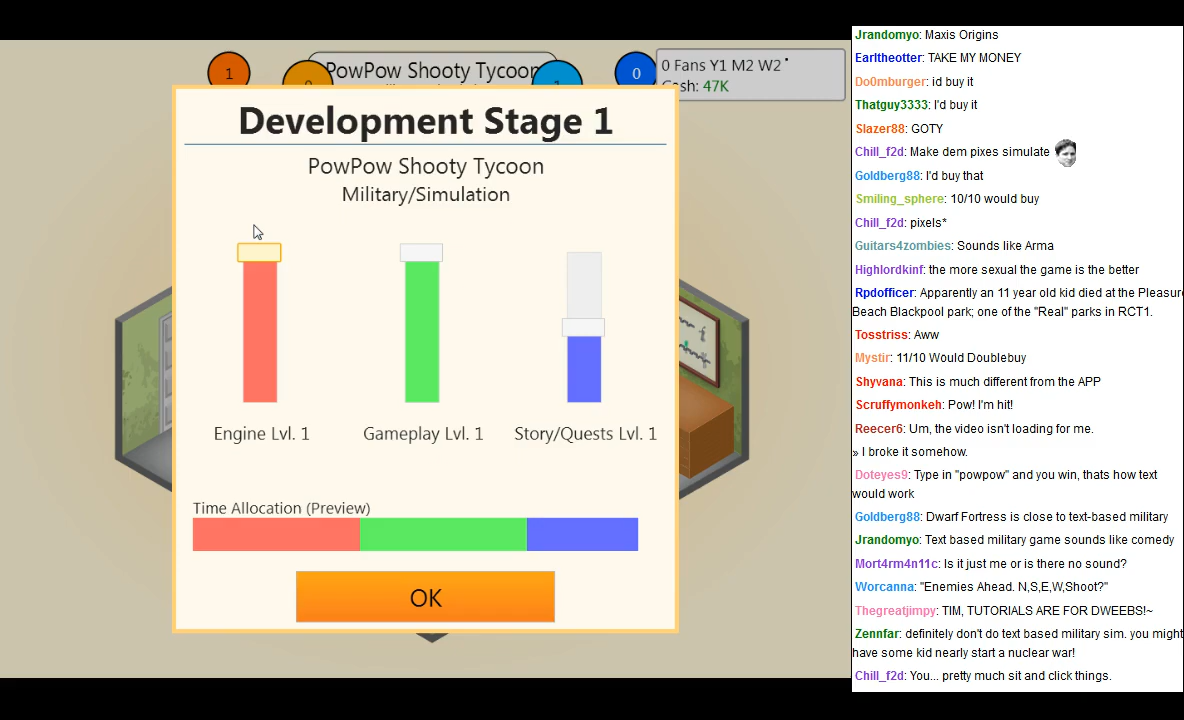 1
PowPow Shooty Tycoon
0
0 Fans Y1 M2 W2
Cash: 47K
Development Stage 1
PowPow Shooty Tycoon
Military/Simulation
Engine Lvl. 1
Gameplay Lvl. 1
Story/Quests Lvl. 1
Time Allocation (Preview)
OK
Jrandomyo: Maxis Origins
Earltheotter: TAKE MY MONEY
Do0mburger: id buy it
Thatguy3333: I'd buy it
Slazer88: GOTY
Chill_f2d: Make dem pixes simulate
Goldberg88: I'd buy that
Smiling_sphere: 10/10 would buy
Chill_f2d: pixels*
Guitars4zombies: Sounds like Arma
Highlordkinf: the more sexual the game is the better
Rpdofficer: Apparently an 11 year old kid died at the Pleasure
Beach Blackpool park; one of the "Real" parks in RCT1.
Tosstriss: Aww
Mystir: 11/10 Would Doublebuy
Shyvana: This is much different from the APP
Scruffymonkeh: Pow! I'm hit!
Reecer6: Um, the video isn't loading for me.
» I broke it somehow.
Doteyes9: Type in "powpow" and you win, thats how text
would work
Goldberg88: Dwarf Fortress is close to text-based military
Jrandomyo: Text based military game sounds like comedy
Mort4rm4n11c: Is it just me or is there no sound?
Worcanna: "Enemies Ahead. N,S,E,W,Shoot?"
Thegreatjimpy: TIM, TUTORIALS ARE FOR DWEEBS!~
Zennfar: definitely don't do text based military sim. you might
have some kid nearly start a nuclear war!
Chill_f2d: You... pretty much sit and click things.